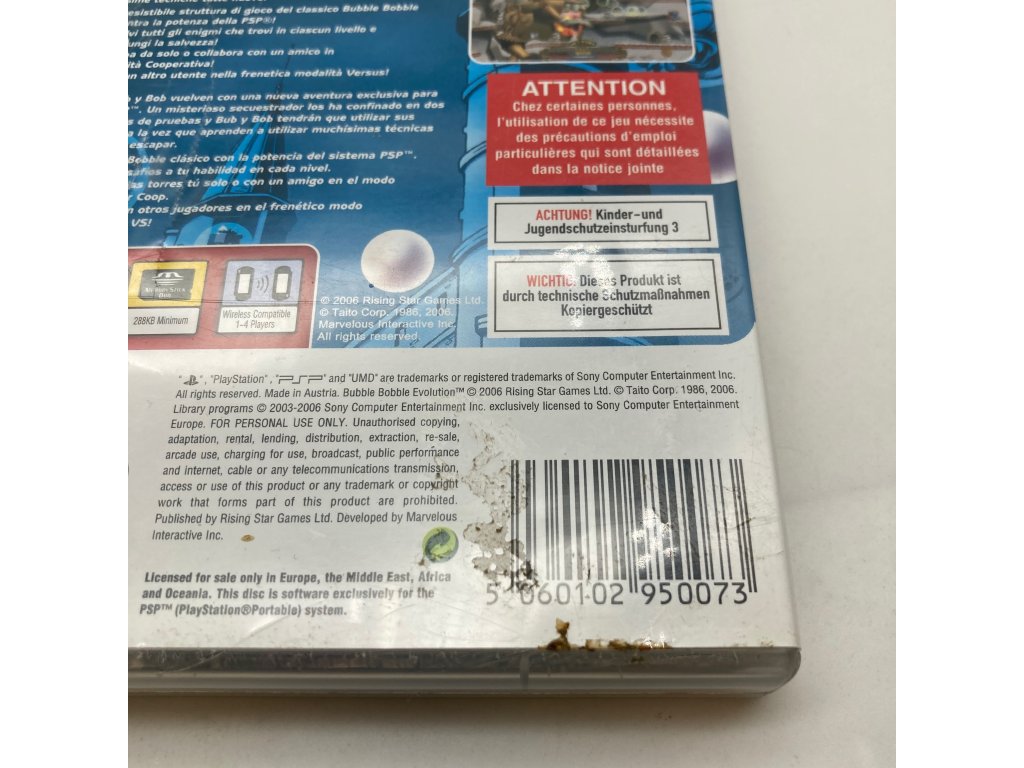 esistibile struttura di gioco del classico Bubble Bobble
ntra la potenza della PSP®!
vi tutti gli enigmi che trovi in ciascun livello e
ungi la salvezza!
a da solo o collabora con un amico in
ità Cooperativa!
un altro utente nella frenetica modalità Versus!
y Bob vuelven con una nueva aventura exclusiva para
™. Un misterioso secuestrador los ha confinado en dos
s de pruebas y Bub y Bob tendrán que utilizar sus
a la vez que aprenden a utilizar muchísimas técnicas
escapar.
Bobble clásico con la potencia del sistema PSP™.
safíos a tu habilidad en cada nivel.
as torres tú solo o con un amigo en el modo
Coop.
n otros jugadores en el frenético modo
VS!
ATTENTION
Chez certaines personnes,
l'utilisation de ce jeu nécessite
des précautions d'emploi
particulières qui sont détaillées
dans la notice jointe
ACHTUNG! Kinder-und
Jugendschutzeinsturfung 3
WICHTIG: Dieses Produkt ist
durch technische Schutzmaßnahmen
Kopiergeschützt
Memory Stick
Duo
288KB Minimum
Wireless Compatible
1-4 Players
© 2006 Rising Star Games Ltd.
© Taito Corp. 1986, 2006.
Marvelous Interactive Inc.
All rights reserved.
" ", "PlayStation", "PSP" and "UMD" are trademarks or registered trademarks of Sony Computer Entertainment Inc.
All rights reserved. Made in Austria. Bubble Bobble Evolution™ © 2006 Rising Star Games Ltd. © Taito Corp. 1986, 2006.
Library programs © 2003-2006 Sony Computer Entertainment Inc. exclusively licensed to Sony Computer Entertainment
Europe. FOR PERSONAL USE ONLY. Unauthorised copying,
adaptation, rental, lending, distribution, extraction, re-sale,
arcade use, charging for use, broadcast, public performance
and internet, cable or any telecommunications transmission,
access or use of this product or any trademark or copyright
work that forms part of this product are prohibited.
Published by Rising Star Games Ltd. Developed by Marvelous
Interactive Inc.
Licensed for sale only in Europe, the Middle East, Africa
and Oceania. This disc is software exclusively for the
PSP™ (PlayStation®Portable) system.
5 060102 950073